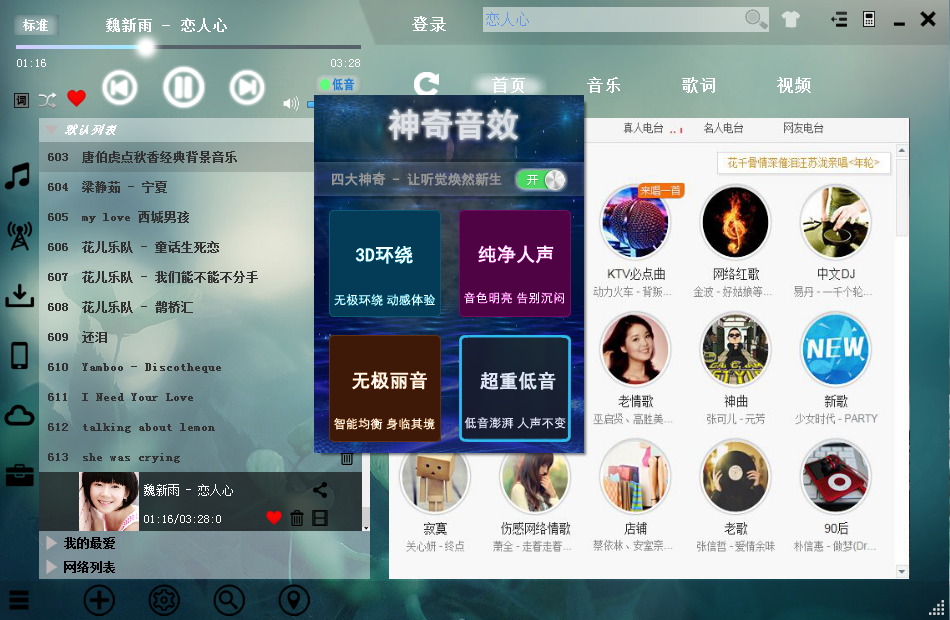 标准
魏新雨 - 恋人心
登录
恋人心
01:16
03:28
词
低音
首页
音乐
歌词
视频
默认列表
603 唐伯虎点秋香经典背景音乐
604 梁静茹 - 宁夏
605 my love 西城男孩
606 花儿乐队 - 童话生死恋
607 花儿乐队 - 我们能不能不分手
608 花儿乐队 - 鹊桥汇
609 还泪
610 Yamboo - Discotheque
611 I Need Your Love
612 talking about lemon
613 she was crying
魏新雨 - 恋人心
01:16/03:28:0
我的最爱
网络列表
神奇音效
四大神奇 - 让听觉焕然新生
开
3D环绕
无极环绕 动感体验
纯净人声
音色明亮 告别沉闷
无极丽音
智能均衡 身临其境
超重低音
低音澎湃 人声不变
真人电台
名人电台
网友电台
花千骨情深催泪汪苏泷亲唱<年轮>
来唱一首
KTV必点曲
动力火车 - 背叛...
网络红歌
金波 - 好姑娘等...
中文DJ
易丹 - 一千个轮...
老情歌
巫启贤、高胜美...
神曲
张可儿 - 元芳
NEW
新歌
少女时代 - PARTY
寂寞
关心妍 - 终点
伤感网络情歌
萧全 - 走着走着...
店铺
蔡依林、安室奈...
老歌
张信哲 - 爱情余味
90后
朴信惠 - 做梦(Dr...